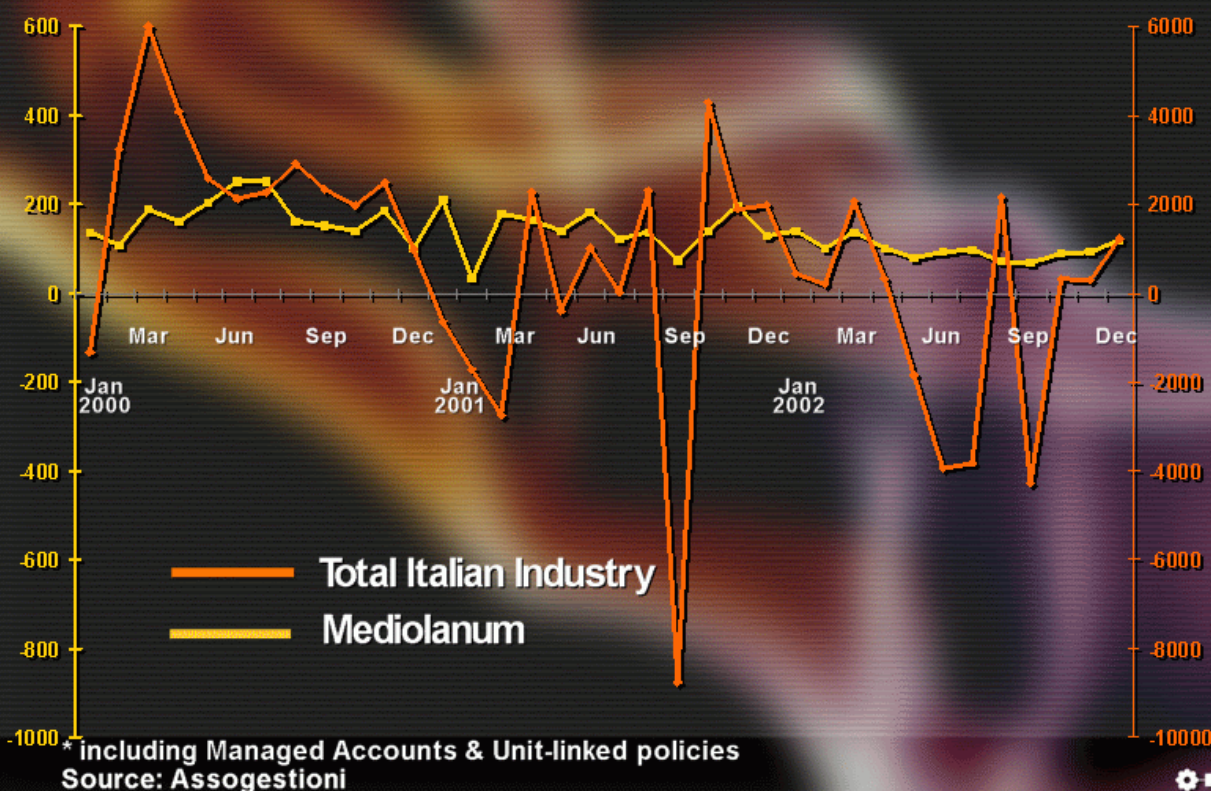 600 6000
400 4000
200 2000
0 0
Mar Jun Sep Dec Mar Jun Sep Dec Mar Jun Sep Dec
-200 -2000
Jan Jan Jan
2000 2001 2002
-400 -4000
-600 -6000
Total Italian Industry
Mediolanum
-800 -8000
-1000 -10000
* including Managed Accounts & Unit-linked policies
Source: Assogestioni